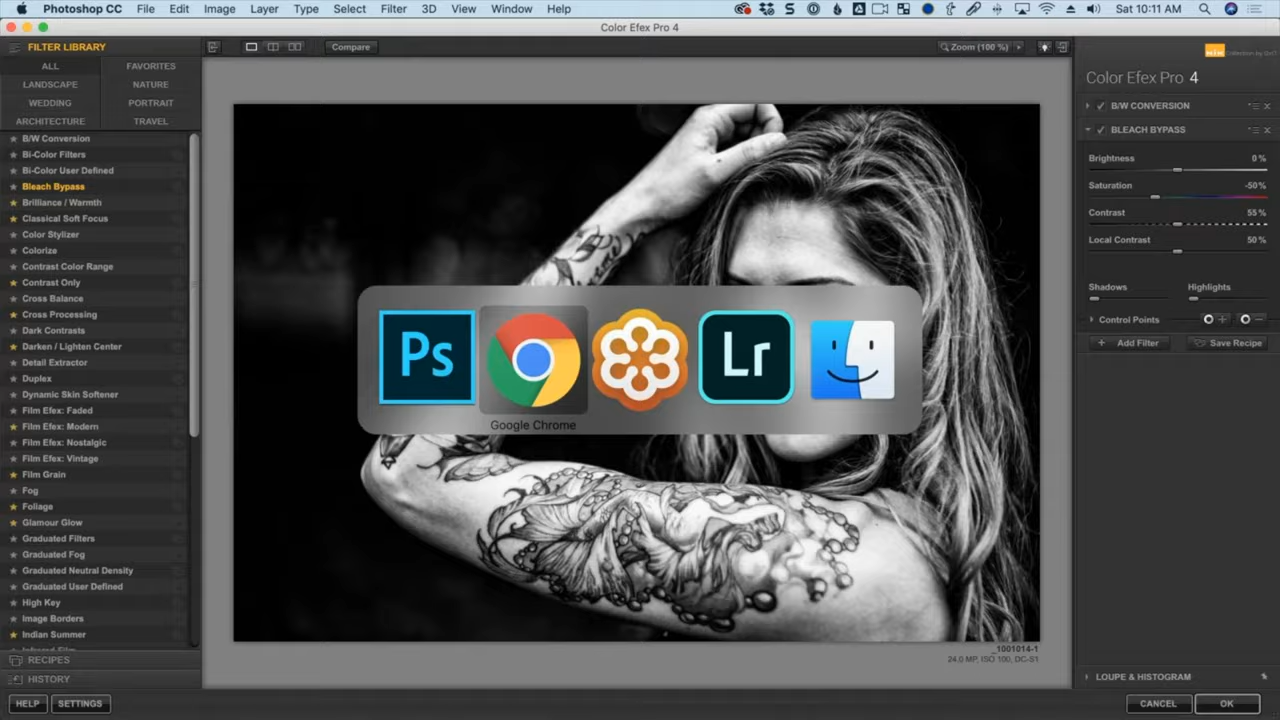 Photoshop CC File Edit Image Layer Type Select Filter 3D View Window Help Sat 10:11 AM
Color Efex Pro 4
FILTER LIBRARY
Compare
Zoom (100 %)
ALL FAVORITES
LANDSCAPE NATURE
WEDDING PORTRAIT
ARCHITECTURE TRAVEL
B/W Conversion
Bi-Color Filters
Bi-Color User Defined
Bleach Bypass
Brilliance / Warmth
Classical Soft Focus
Color Stylizer
Colorize
Contrast Color Range
Contrast Only
Cross Balance
Cross Processing
Dark Contrasts
Darken / Lighten Center
Detail Extractor
Duplex
Dynamic Skin Softener
Film Efex: Faded
Film Efex: Modern
Film Efex: Nostalgic
Film Efex: Vintage
Film Grain
Fog
Foliage
Glamour Glow
Graduated Filters
Graduated Fog
Graduated Neutral Density
Graduated User Defined
High Key
Image Borders
Indian Summer
RECIPES
HISTORY
HELP SETTINGS
Ps
Lr
Google Chrome
_1001014-1
24.0 MP, ISO 100, DC-S1
Color Efex Pro 4
B/W CONVERSION
BLEACH BYPASS
Brightness 0 %
Saturation -50 %
Contrast 55 %
Local Contrast 50 %
Shadows Highlights
Control Points
Add Filter Save Recipe
LOUPE & HISTOGRAM
CANCEL OK